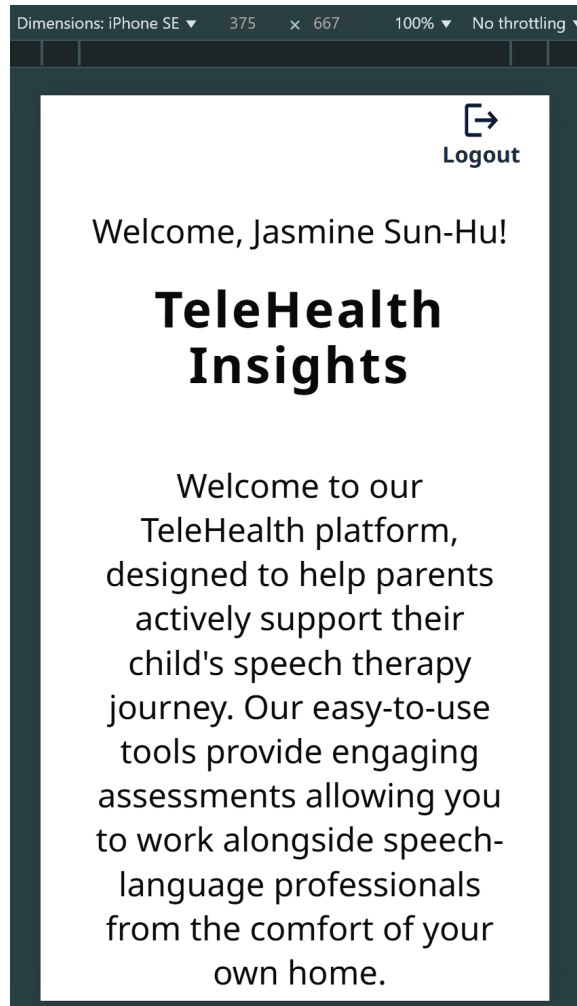 Dimensions: iPhone SE ▼ 375 × 667 100% ▼ No throttling
Logout
Welcome, Jasmine Sun-Hu!
TeleHealth
Insights
Welcome to our
TeleHealth platform,
designed to help parents
actively support their
child's speech therapy
journey. Our easy-to-use
tools provide engaging
assessments allowing you
to work alongside speech-
language professionals
from the comfort of your
own home.